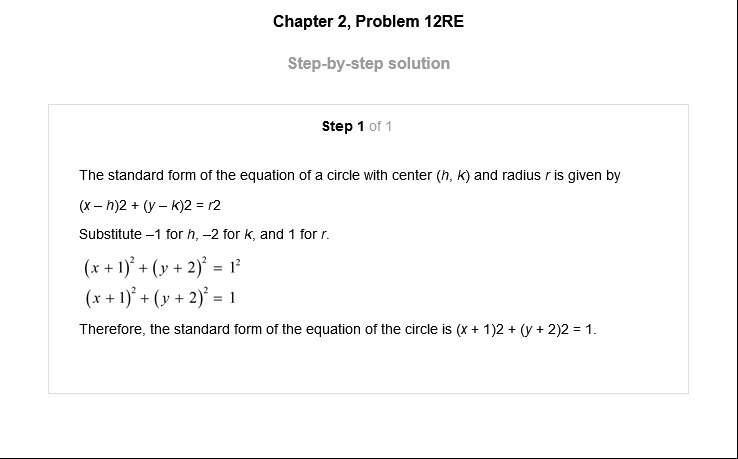 Chapter 2, Problem 12RE
Step-by-step solution
Step 1 of 1
The standard form of the equation of a circle with center (h, k) and radius r is given by
(x – h)2 + (y – k)2 = r2
Substitute –1 for h, –2 for k, and 1 for r.
(x + 1)² + (y + 2)² = 1²
(x + 1)² + (y + 2)² = 1
Therefore, the standard form of the equation of the circle is (x + 1)2 + (y + 2)2 = 1.